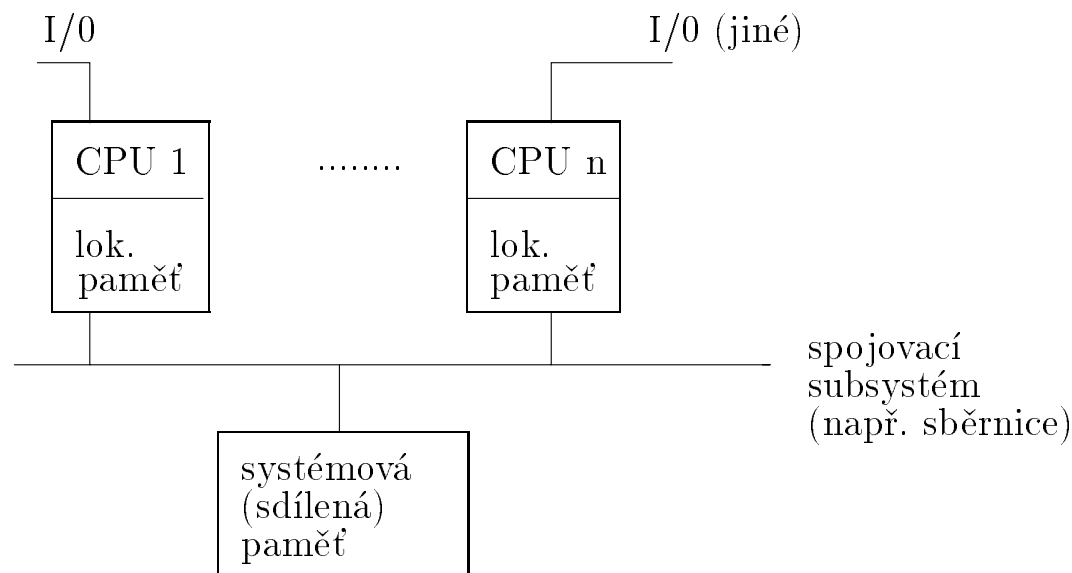 I/0
I/0 (jiné)
CPU 1
........
CPU n
lok.
paměť
lok.
paměť
spojovací
subsystém
(např. sběrnice)
systémová
(sdílená)
paměť